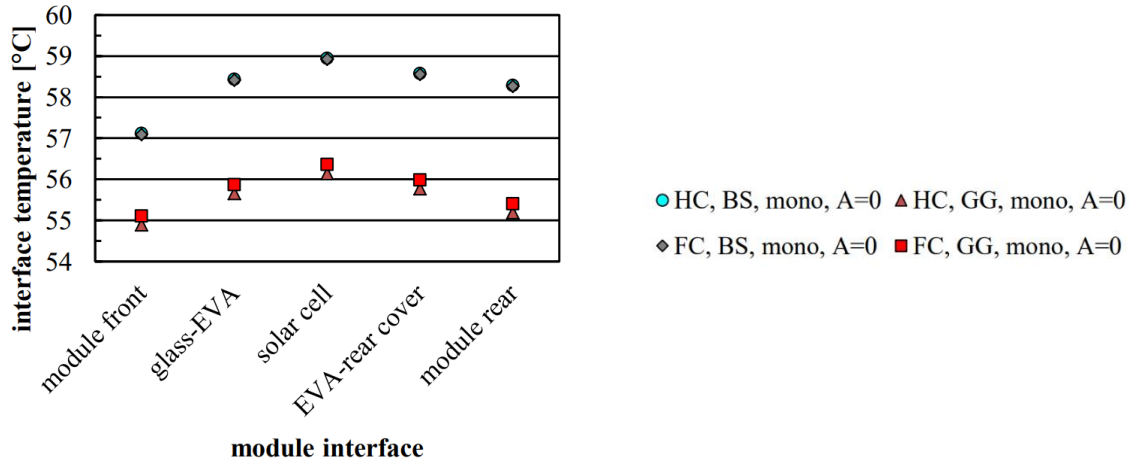 interface temperature [°C]
60
59
58
57
56
55
54
module front
glass-EVA
solar cell
EVA-rear cover
module rear
module interface
HC, BS, mono, A=0
HC, GG, mono, A=0
FC, BS, mono, A=0
FC, GG, mono, A=0